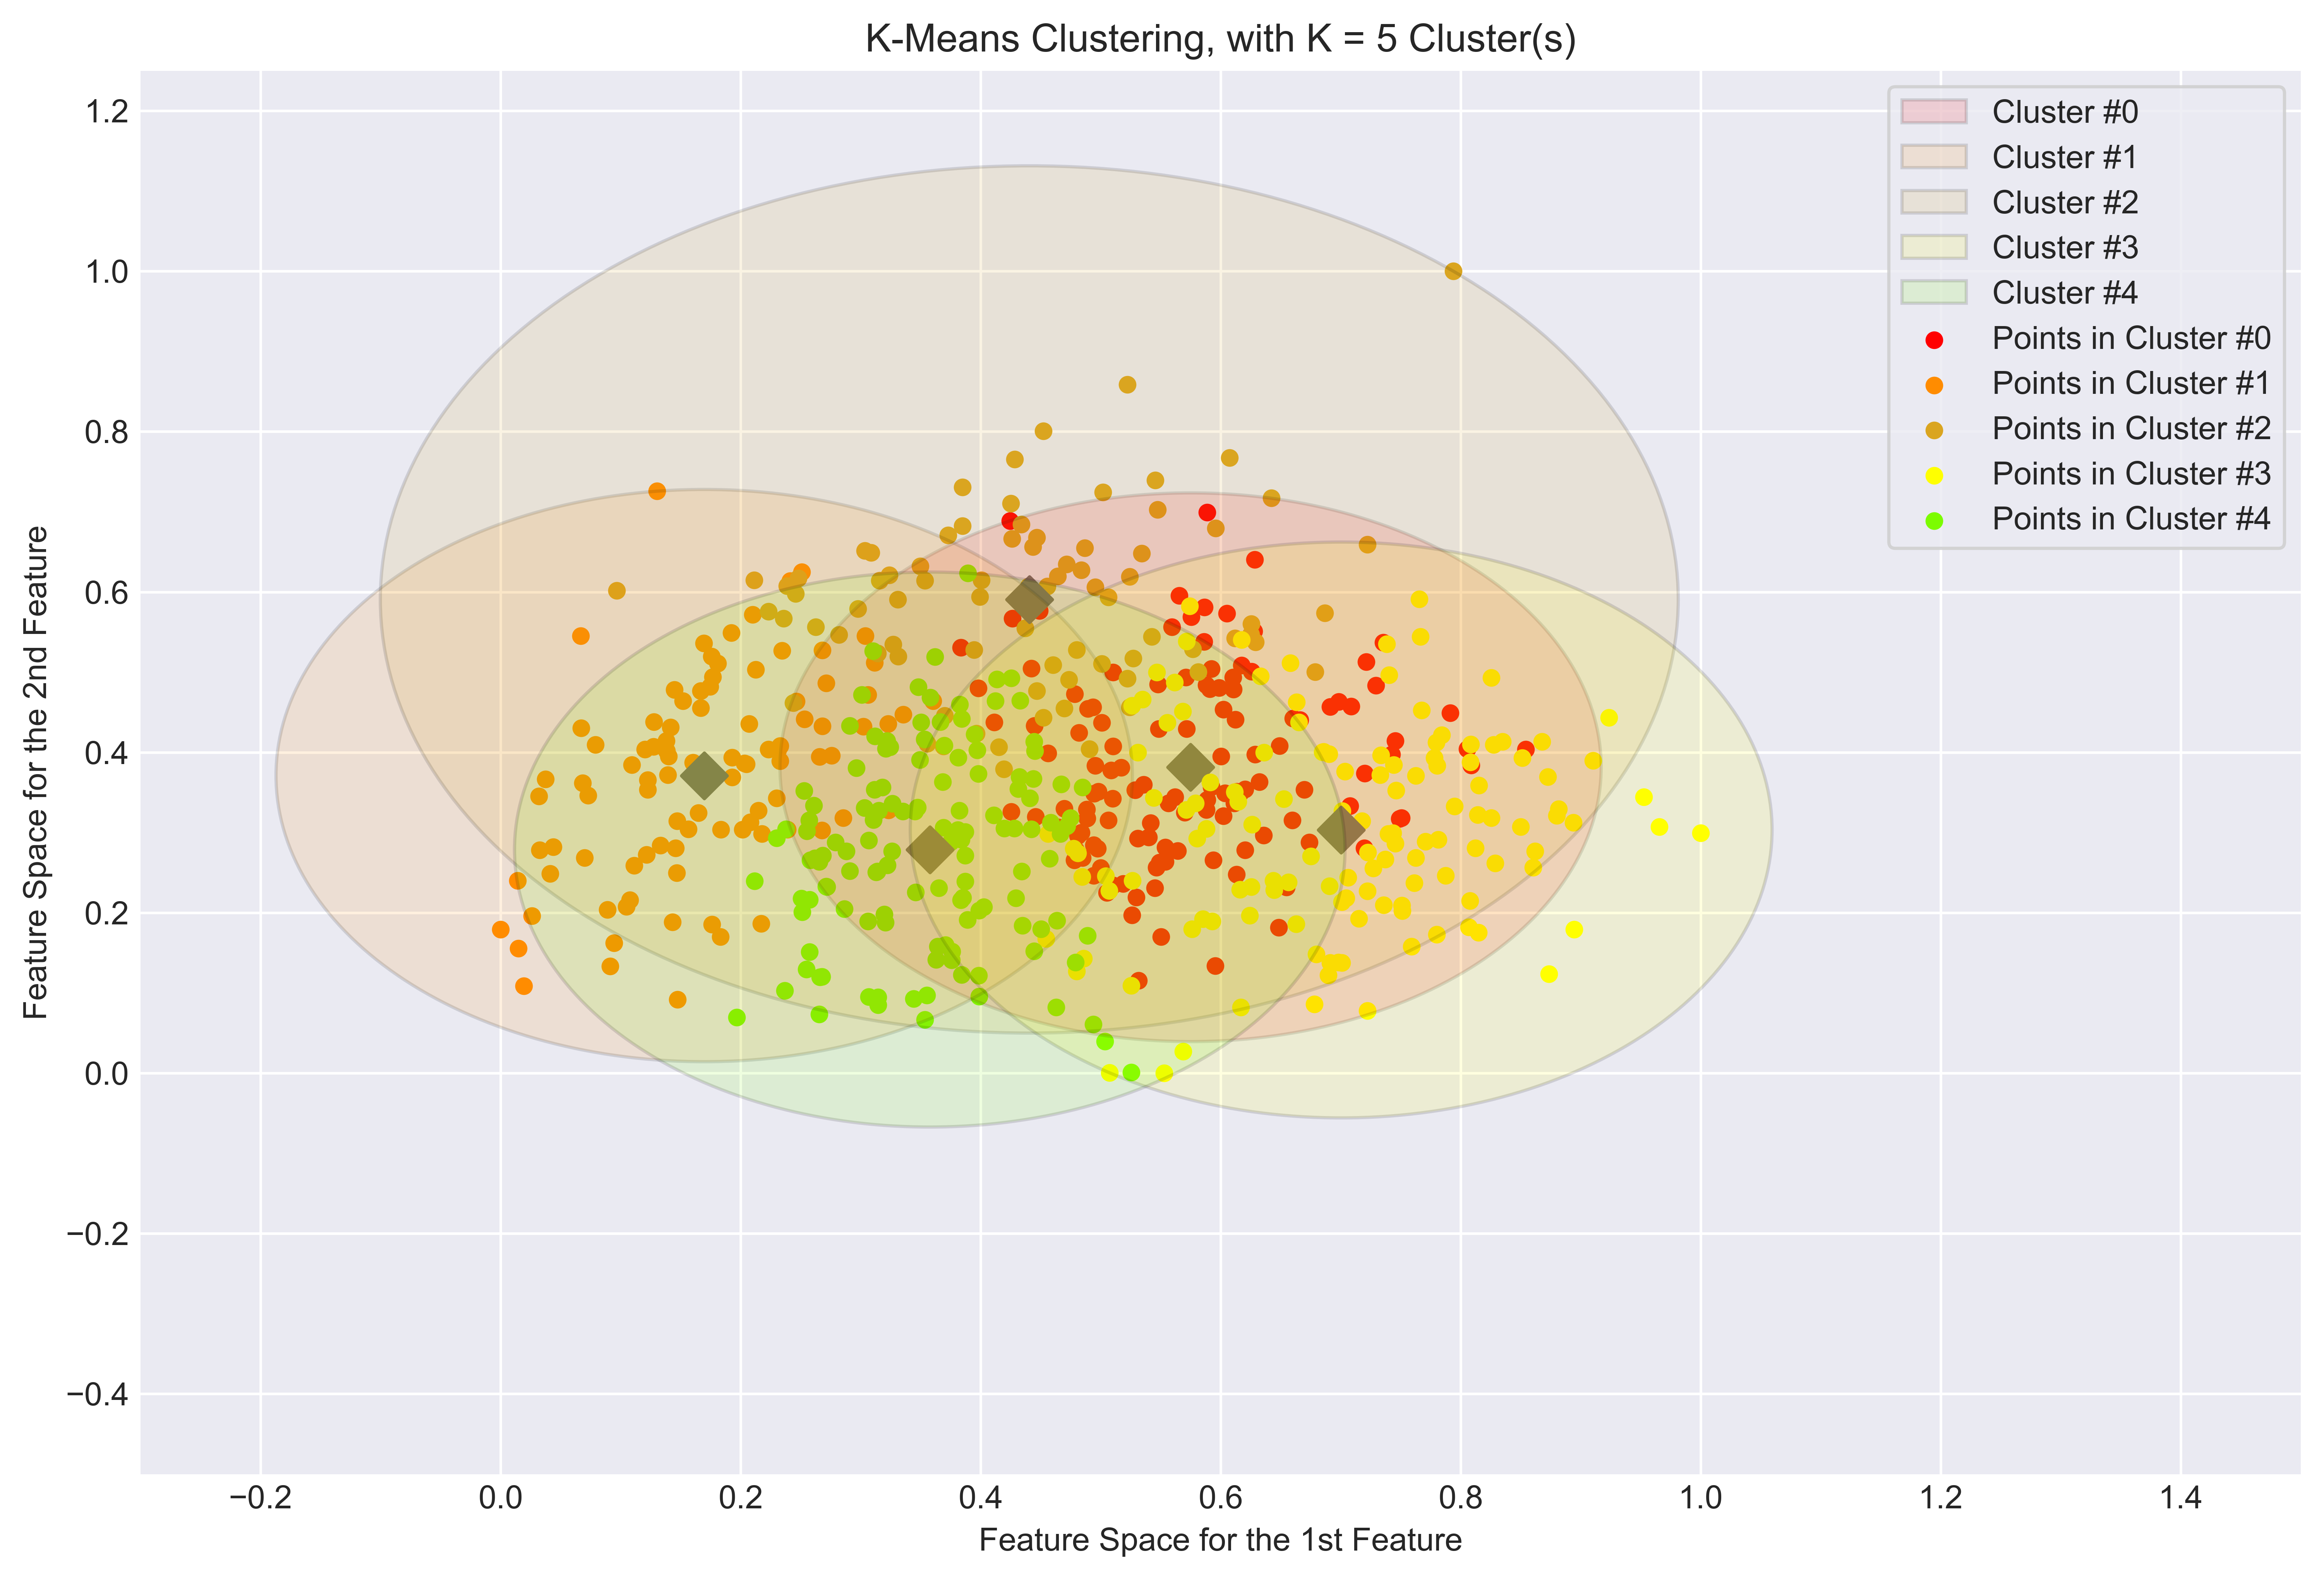 K-Means Clustering, with K = 5 Cluster(s)
Cluster #0
Cluster #1
Cluster #2
Cluster #3
Cluster #4
Points in Cluster #0
Points in Cluster #1
Points in Cluster #2
Points in Cluster #3
Points in Cluster #4
Feature Space for the 2nd Feature
1.2
1.0
0.8
0.6
0.4
0.2
0.0
−0.2
−0.4
−0.2 0.0 0.2 0.4 0.6 0.8 1.0 1.2 1.4
Feature Space for the 1st Feature